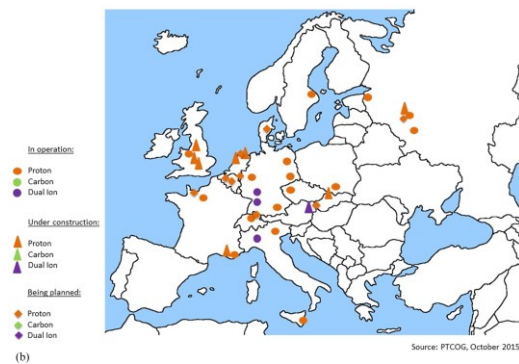 In operation:
Proton
Carbon
Dual Ion
Under construction:
Proton
Carbon
Dual Ion
Being planned:
Proton
Carbon
Dual Ion
(b)
Source: PTCOG, October 2015